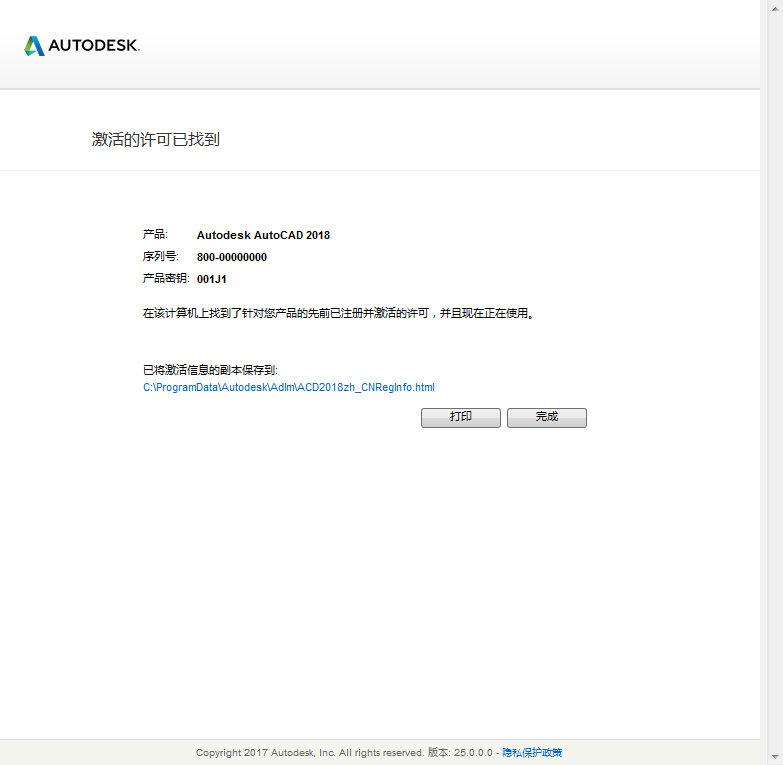 AUTODESK.
激活的许可已找到
产品: Autodesk AutoCAD 2018
序列号: 800-00000000
产品密钥: 001J1
在该计算机上找到了针对您产品的先前已注册并激活的许可，并且现在正在使用。
已将激活信息的副本保存到:
C:\ProgramData\Autodesk\Adlm\ACD2018zh_CNRegInfo.html
打印 完成
Copyright 2017 Autodesk, Inc. All rights reserved. 版本: 25.0.0.0 - 隐私保护政策